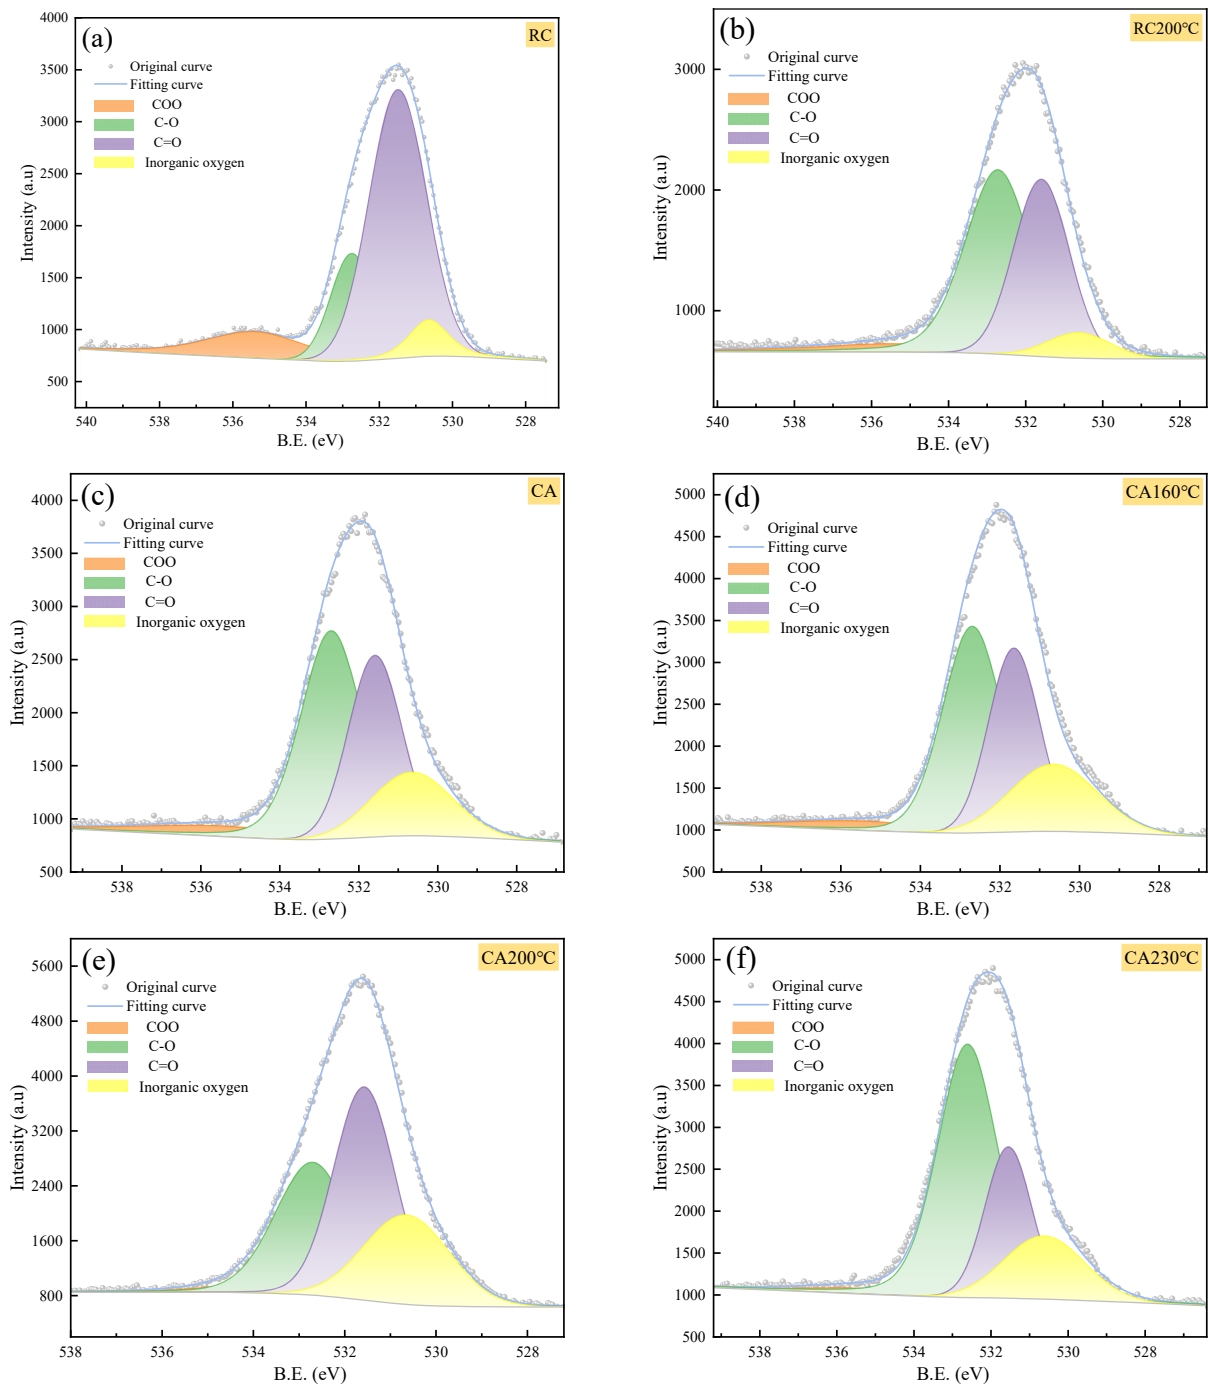 (a)
RC
Original curve
Fitting curve
COO
C-O
C=O
Inorganic oxygen
Intensity (a.u)
4000
3500
3000
2500
2000
1500
1000
500
540 538 536 534 532 530 528
B.E. (eV)
(b)
RC200°C
Original curve
Fitting curve
COO
C-O
C=O
Inorganic oxygen
Intensity (a.u)
3000
2000
1000
540 538 536 534 532 530 528
B.E. (eV)
(c)
CA
Original curve
Fitting curve
COO
C-O
C=O
Inorganic oxygen
Intensity (a.u)
4000
3500
3000
2500
2000
1500
1000
500
538 536 534 532 530 528
B.E. (eV)
(d)
CA160°C
Original curve
Fitting curve
COO
C-O
C=O
Inorganic oxygen
Intensity (a.u)
5000
4500
4000
3500
3000
2500
2000
1500
1000
500
538 536 534 532 530 528
B.E. (eV)
(e)
CA200°C
Original curve
Fitting curve
COO
C-O
C=O
Inorganic oxygen
Intensity (a.u)
5600
4800
4000
3200
2400
1600
800
538 536 534 532 530 528
B.E. (eV)
(f)
CA230°C
Original curve
Fitting curve
COO
C-O
C=O
Inorganic oxygen
Intensity (a.u)
5000
4500
4000
3500
3000
2500
2000
1500
1000
500
538 536 534 532 530 528
B.E. (eV)